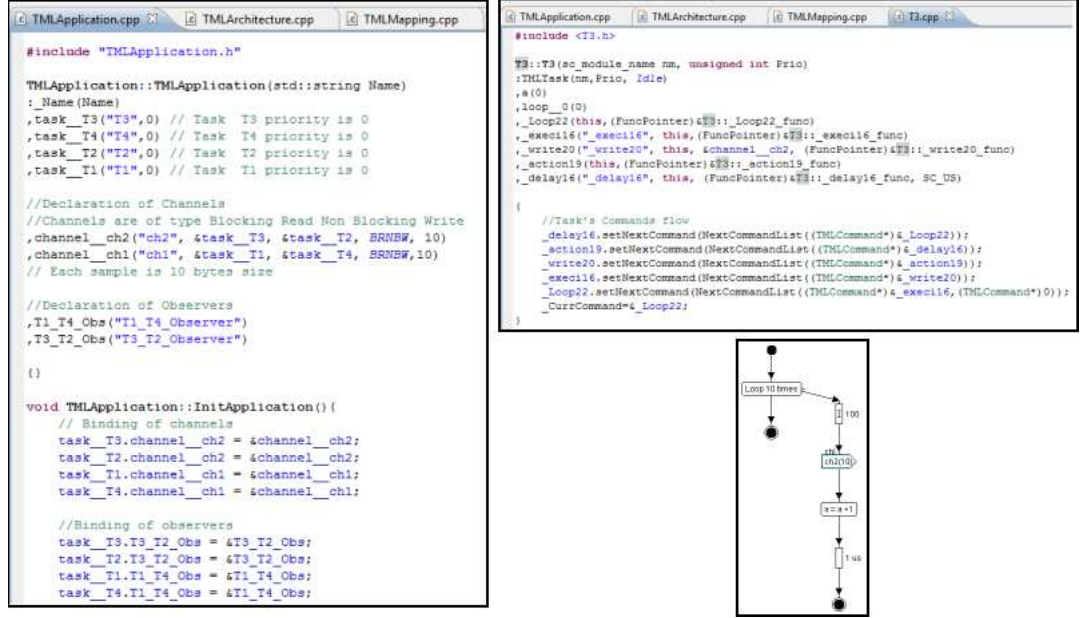 TMLApplication.cpp
TMLArchitecture.cpp
TMLMapping.cpp
#include "TMLApplication.h"
TMLApplication::TMLApplication(std::string Name)
:_Name(Name)
,task__T3("T3",0) // Task  T3 priority is 0
,task__T4("T4",0) // Task  T4 priority is 0
,task__T2("T2",0) // Task  T2 priority is 0
,task__T1("T1",0) // Task  T1 priority is 0
//Declaration of Channels
//Channels are of type Blocking Read Non Blocking Write
,channel__ch2("ch2", &task__T3, &task__T2, BRNBW, 10)
,channel__ch1("ch1", &task__T1, &task__T4, BRNBW,10)
// Each sample is 10 bytes size
//Declaration of Observers
,T1_T4_Obs("T1_T4_Observer")
,T3_T2_Obs("T3_T2_Observer")
{}
void TMLApplication::InitApplication(){
// Binding of channels
task__T3.channel__ch2 = &channel__ch2;
task__T2.channel__ch2 = &channel__ch2;
task__T1.channel__ch1 = &channel__ch1;
task__T4.channel__ch1 = &channel__ch1;
//Binding of observers
task__T3.T3_T2_Obs = &T3_T2_Obs;
task__T2.T3_T2_Obs = &T3_T2_Obs;
task__T1.T1_T4_Obs = &T1_T4_Obs;
task__T4.T1_T4_Obs = &T1_T4_Obs;
TMLApplication.cpp
TMLArchitecture.cpp
TMLMapping.cpp
T3.cpp
#include <T3.h>
T3::T3(sc_module_name nm, unsigned int Prio)
:TMLTask(nm,Prio, Idle)
,a(0)
,loop__0(0)
,_Loop22(this,(FuncPointer)&T3::_Loop22_func)
,_execi16("_execi16", this,(FuncPointer)&T3::_execi16_func)
,_write20("_write20", this, &channel__ch2, (FuncPointer)&T3::_write20_func)
,_action19(this,(FuncPointer)&T3::_action19_func)
,_delay16("_delay16", this, (FuncPointer)&T3::_delay16_func, SC_US)
{
//Task's Commands flow
_delay16.setNextCommand(NextCommandList((TMLCommand*)&_Loop22));
_action19.setNextCommand(NextCommandList((TMLCommand*)&_delay16));
_write20.setNextCommand(NextCommandList((TMLCommand*)&_action19));
_execi16.setNextCommand(NextCommandList((TMLCommand*)&_write20));
_Loop22.setNextCommand(NextCommandList((TMLCommand*)&_execi16,(TMLCommand*)0));
_CurrCommand=&_Loop22;
}
Loop 10 times
I 100
chl
ch2(10)
a = a +1
1 us